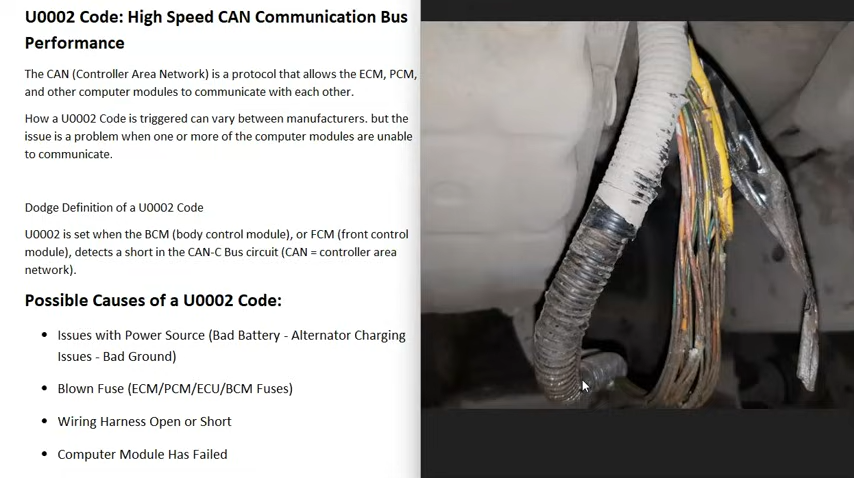 U0002 Code: High Speed CAN Communication Bus
Performance
The CAN (Controller Area Network) is a protocol that allows the ECM, PCM,
and other computer modules to communicate with each other.
How a U0002 Code is triggered can vary between manufacturers. but the
issue is a problem when one or more of the computer modules are unable
to communicate.
Dodge Definition of a U0002 Code
U0002 is set when the BCM (body control module), or FCM (front control
module), detects a short in the CAN-C Bus circuit (CAN = controller area
network).
Possible Causes of a U0002 Code:
• Issues with Power Source (Bad Battery - Alternator Charging
Issues - Bad Ground)
• Blown Fuse (ECM/PCM/ECU/BCM Fuses)
• Wiring Harness Open or Short
• Computer Module Has Failed